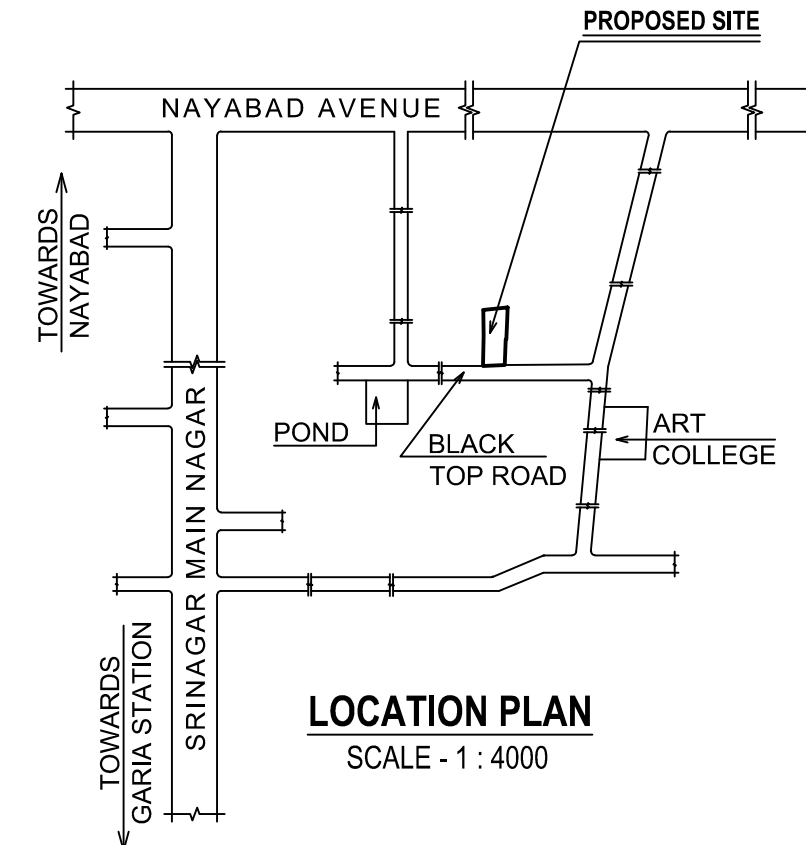 PROPOSED SITE
NAYABAD AVENUE
TOWARDS
NAYABAD
POND
BLACK
TOP ROAD
ART
COLLEGE
SRINAGAR MAIN NAGAR
TOWARDS
GARIA STATION
LOCATION PLAN
SCALE - 1 : 4000